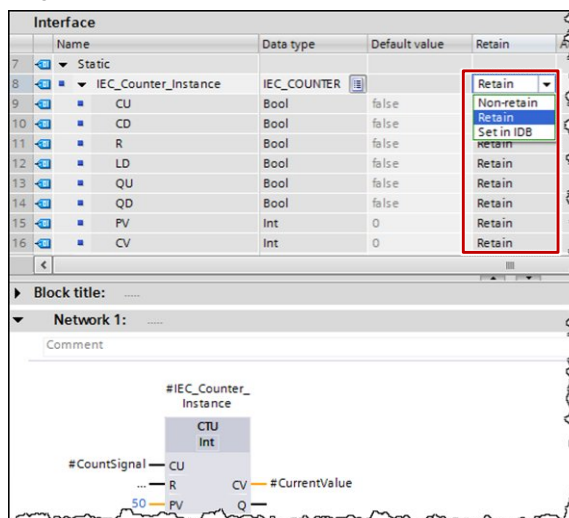 Interface
Name Data type Default value Retain
7 Static
8 IEC_Counter_Instance IEC_COUNTER Retain
Non-retain
Retain
Set in IDB
9 CU Bool false
10 CD Bool false
11 R Bool false Retain
12 LD Bool false Retain
13 QU Bool false Retain
14 QD Bool false Retain
15 PV Int 0 Retain
16 CV Int 0 Retain
Block title: .....
Network 1: .....
Comment
#IEC_Counter_
Instance
CTU
Int
#CountSignal CU
... R CV #CurrentValue
50 PV Q